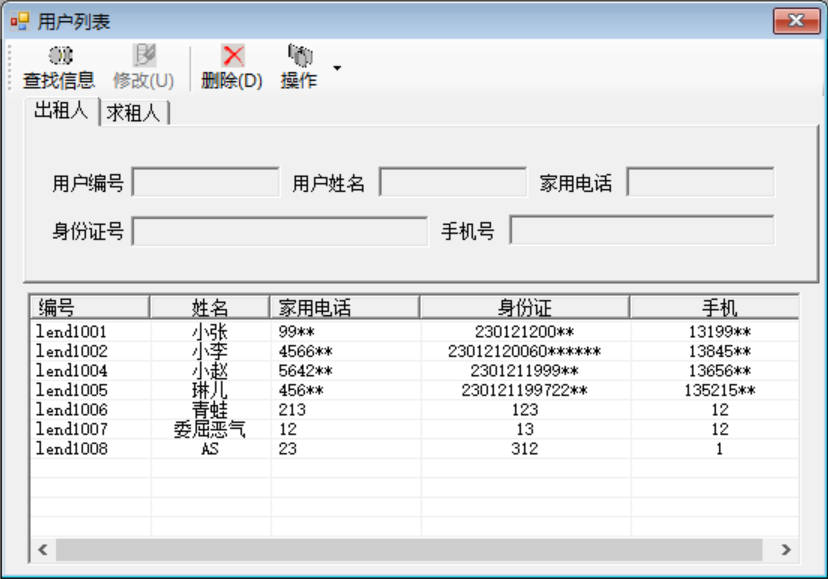 用户列表
查找信息 修改(U) 删除(D) 操作
出租人 求租人
用户编号 用户姓名 家用电话
身份证号 手机号
编号 姓名 家用电话 身份证 手机
lend1001 小张 99** 230121200** 13199**
lend1002 小李 4566** 23012120060****** 13845**
lend1004 小赵 5642** 2301211999** 13656**
lend1005 琳儿 456** 230121199722** 135215**
lend1006 青蛙 213 123 12
lend1007 委屈恶气 12 13 12
lend1008 AS 23 312 1